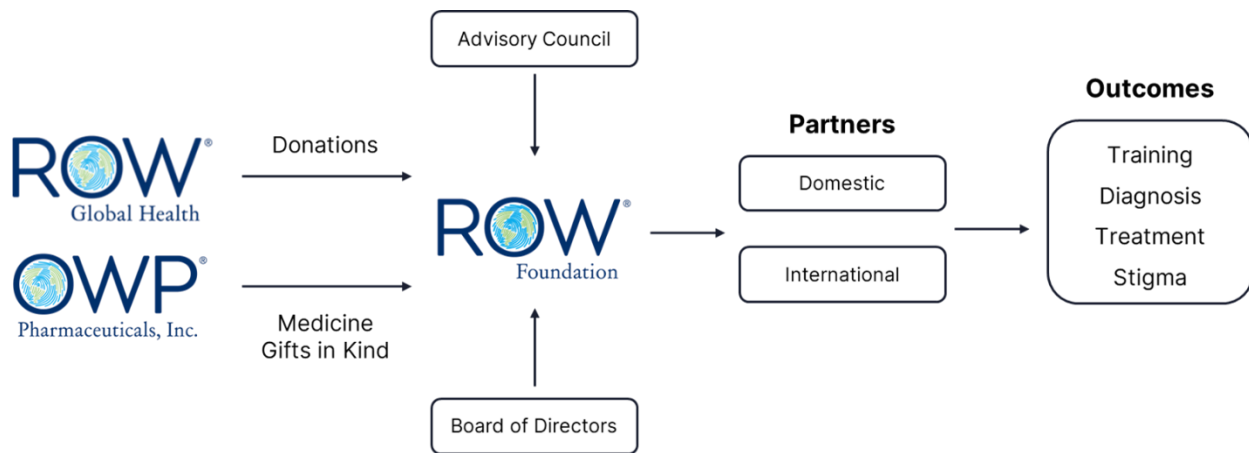 Advisory Council
Outcomes
Partners
ROW®
Global Health
Donations
OWP®
Pharmaceuticals, Inc.
Medicine
Gifts in Kind
ROW®
Foundation
Board of Directors
Domestic
International
Training
Diagnosis
Treatment
Stigma